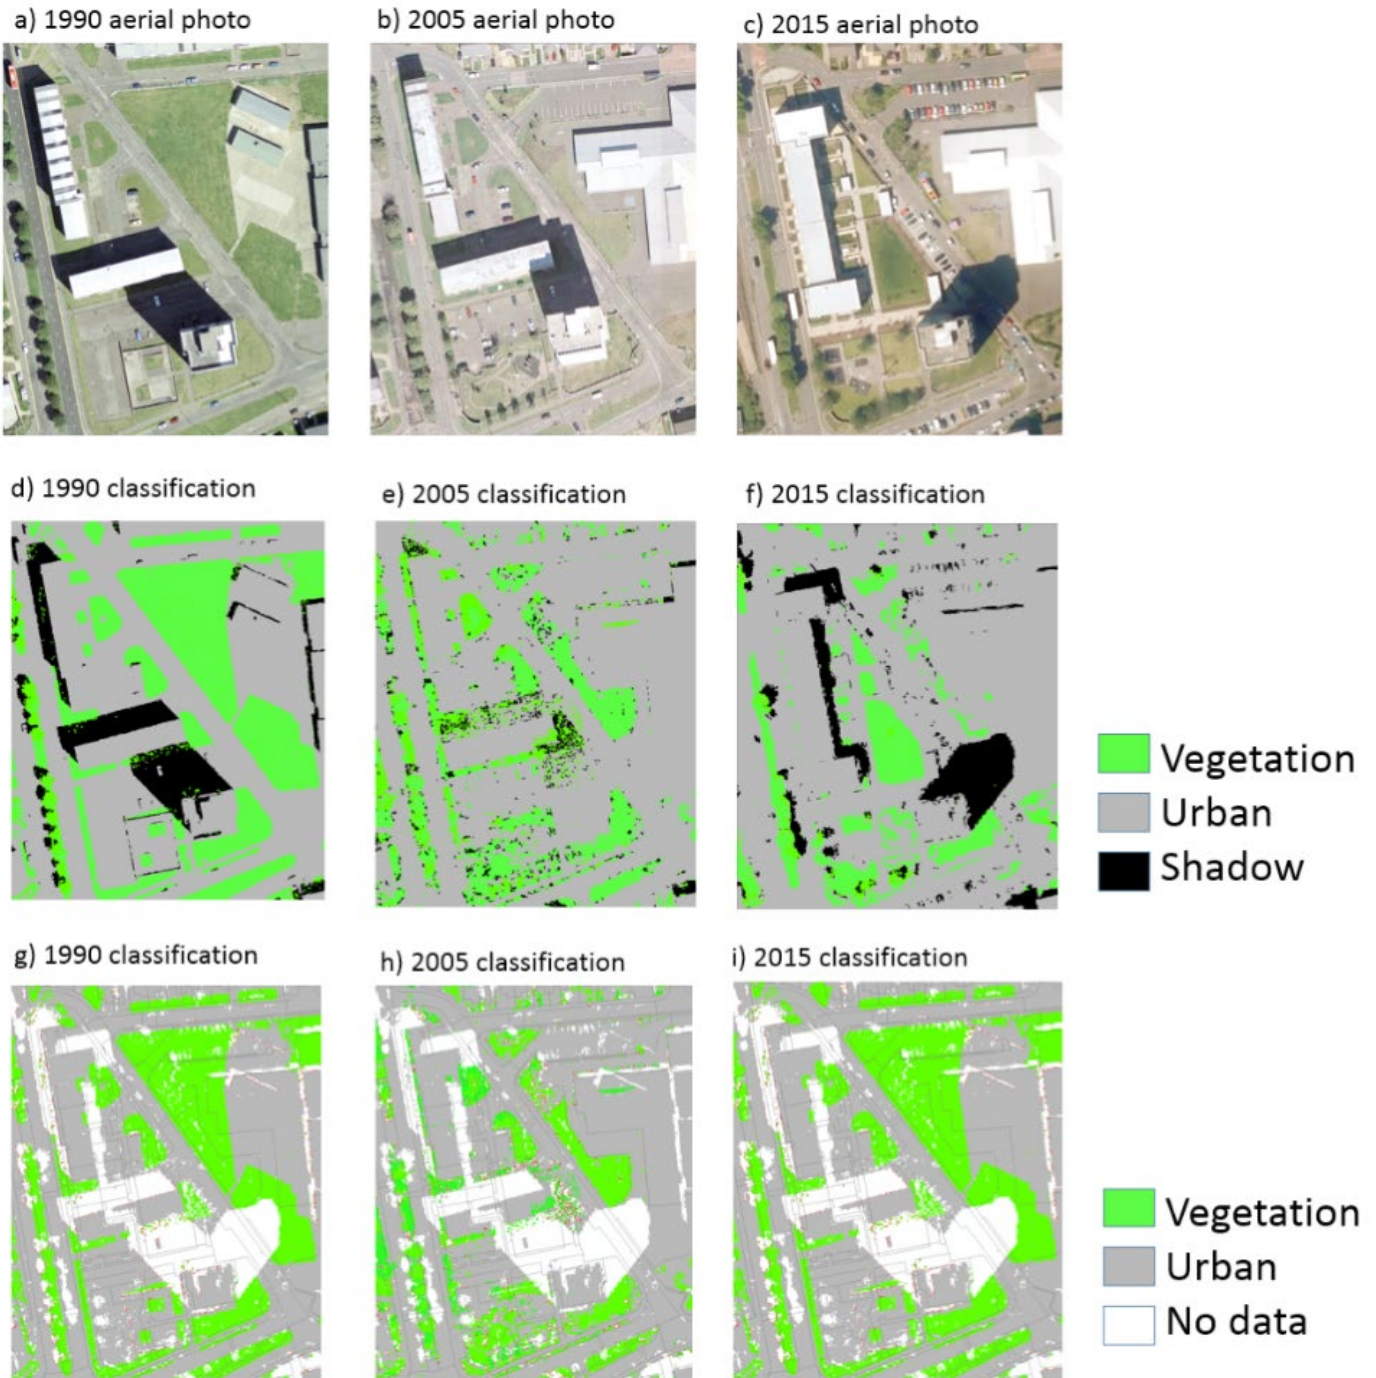 a) 1990 aerial photo
b) 2005 aerial photo
c) 2015 aerial photo
d) 1990 classification
e) 2005 classification
f) 2015 classification
Vegetation
Urban
Shadow
g) 1990 classification
h) 2005 classification
i) 2015 classification
Vegetation
Urban
No data